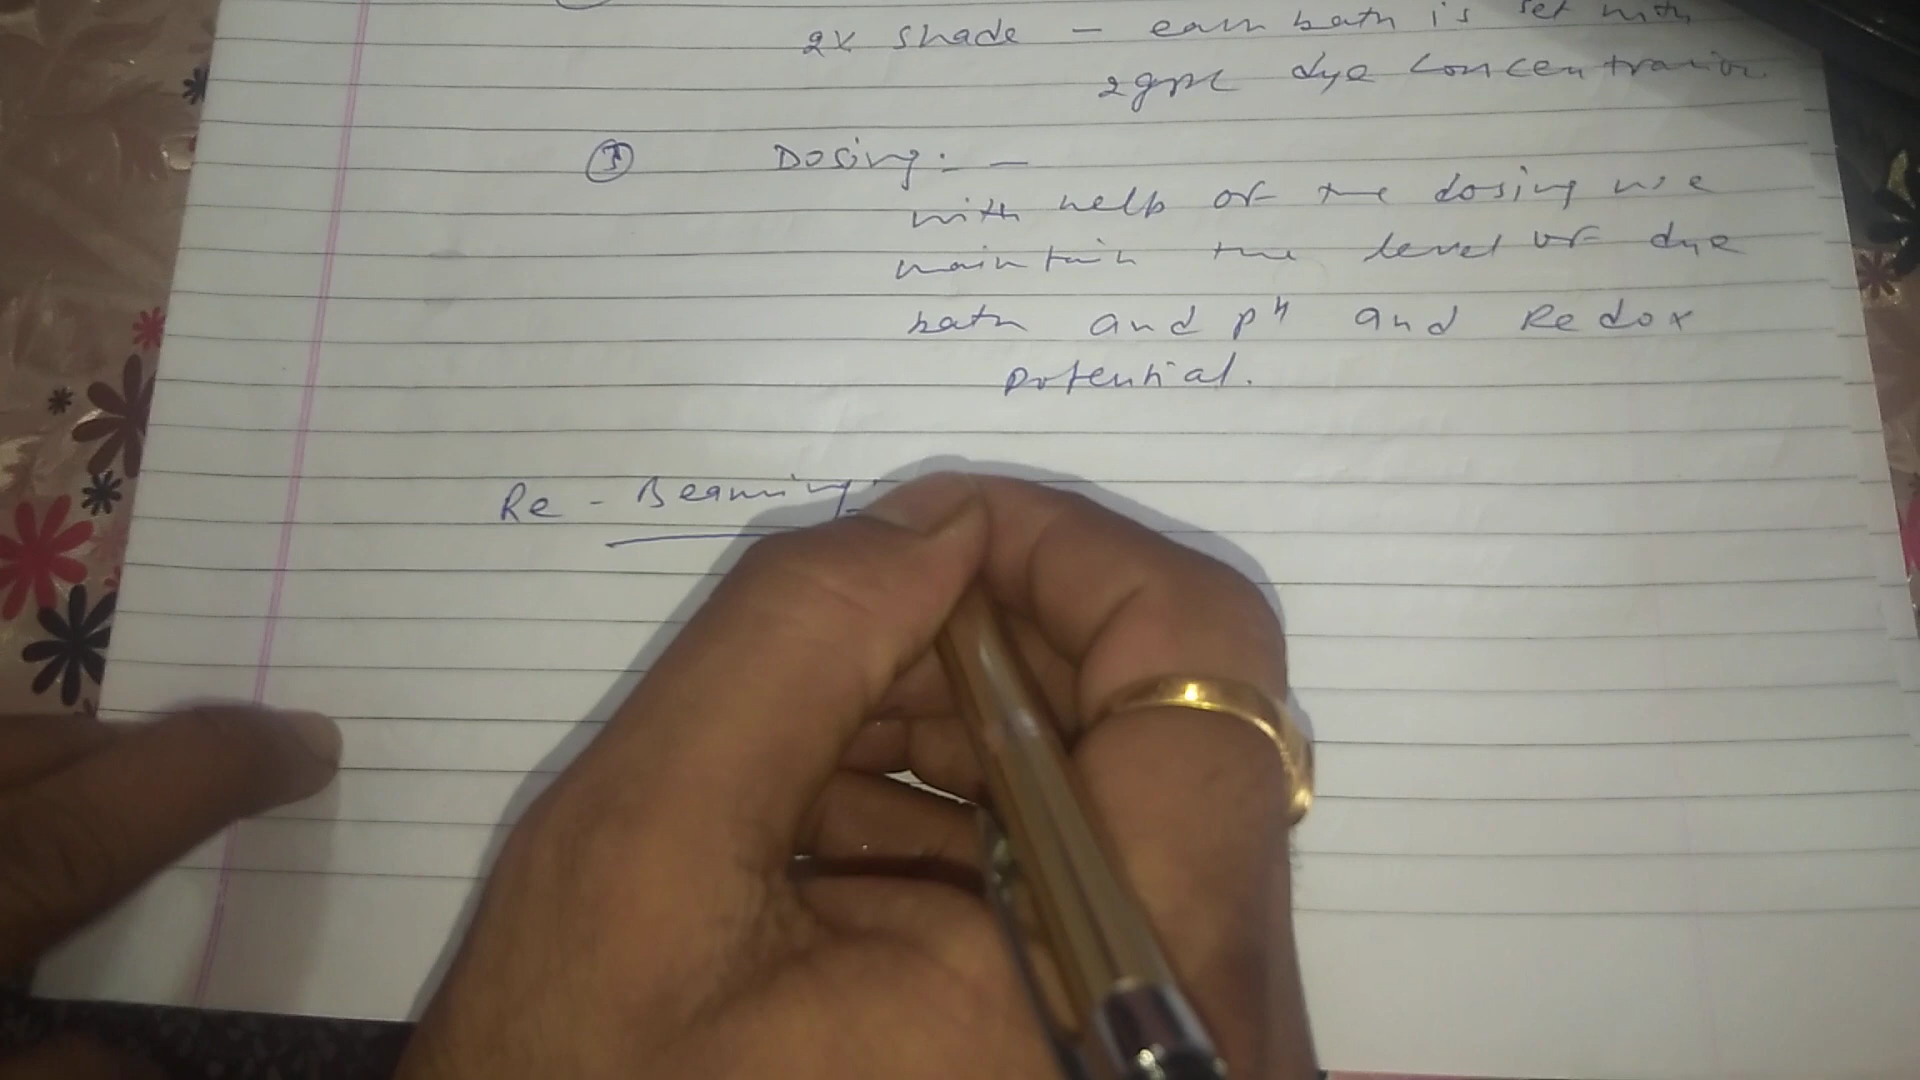 2x shade - each bath is set with
2gpl dye concentration
③ Dosing: -
with help of the dosing we
maintain the level of dye
bath and pH and Redox
potential.
Re - Beaming: